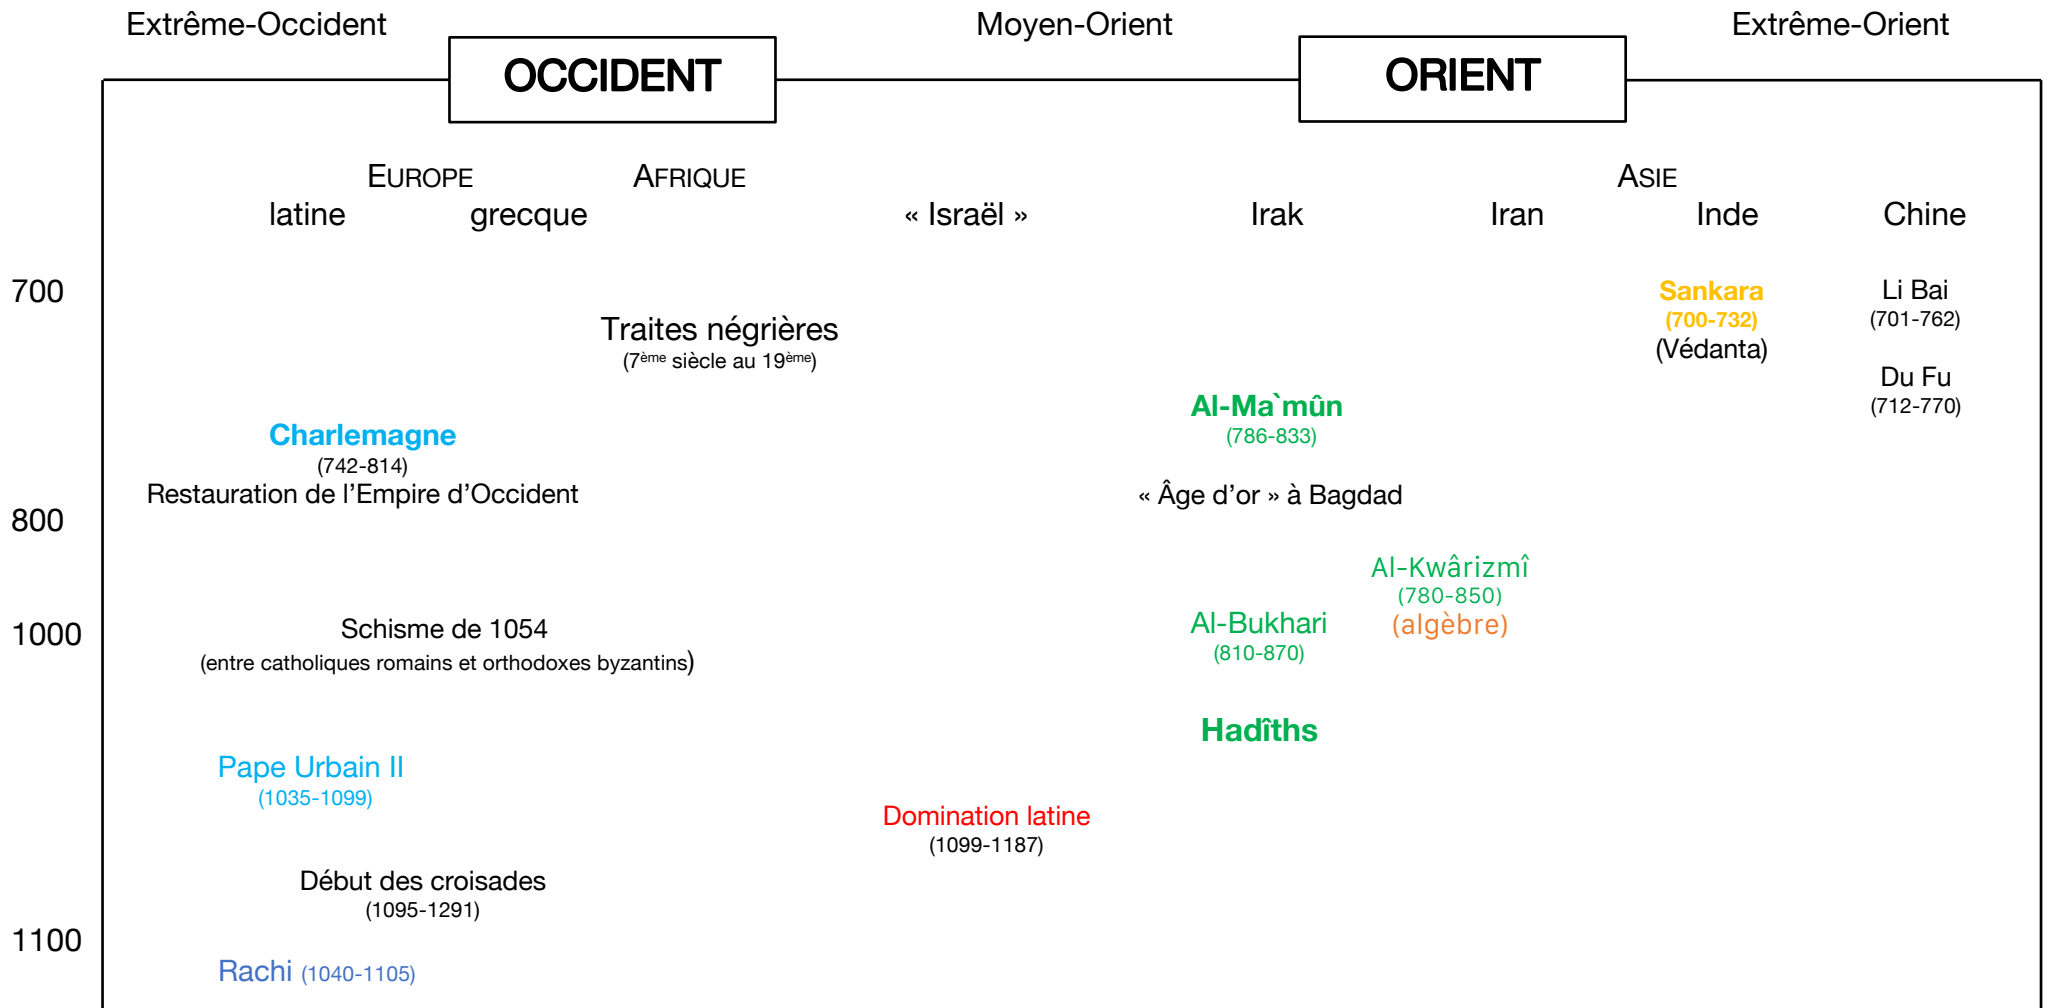 Extrême-Occident Moyen-Orient Extrême-Orient
OCCIDENT ORIENT
EUROPE AFRIQUE ASIE
latine grecque « Israël » Irak Iran Inde Chine
700
Sankara
(700-732)
(Védanta)
Li Bai
(701-762)
Traites négrières
(7ème siècle au 19ème)
Du Fu
(712-770)
Al-Ma`mûn
(786-833)
Charlemagne
(742-814)
Restauration de l’Empire d’Occident
« Âge d’or » à Bagdad
800
Al-Kwârizmî
(780-850)
(algèbre)
Al-Bukhari
(810-870)
1000
Schisme de 1054
(entre catholiques romains et orthodoxes byzantins)
Hadîths
Pape Urbain II
(1035-1099)
Domination latine
(1099-1187)
Début des croisades
(1095-1291)
1100
Rachi (1040-1105)